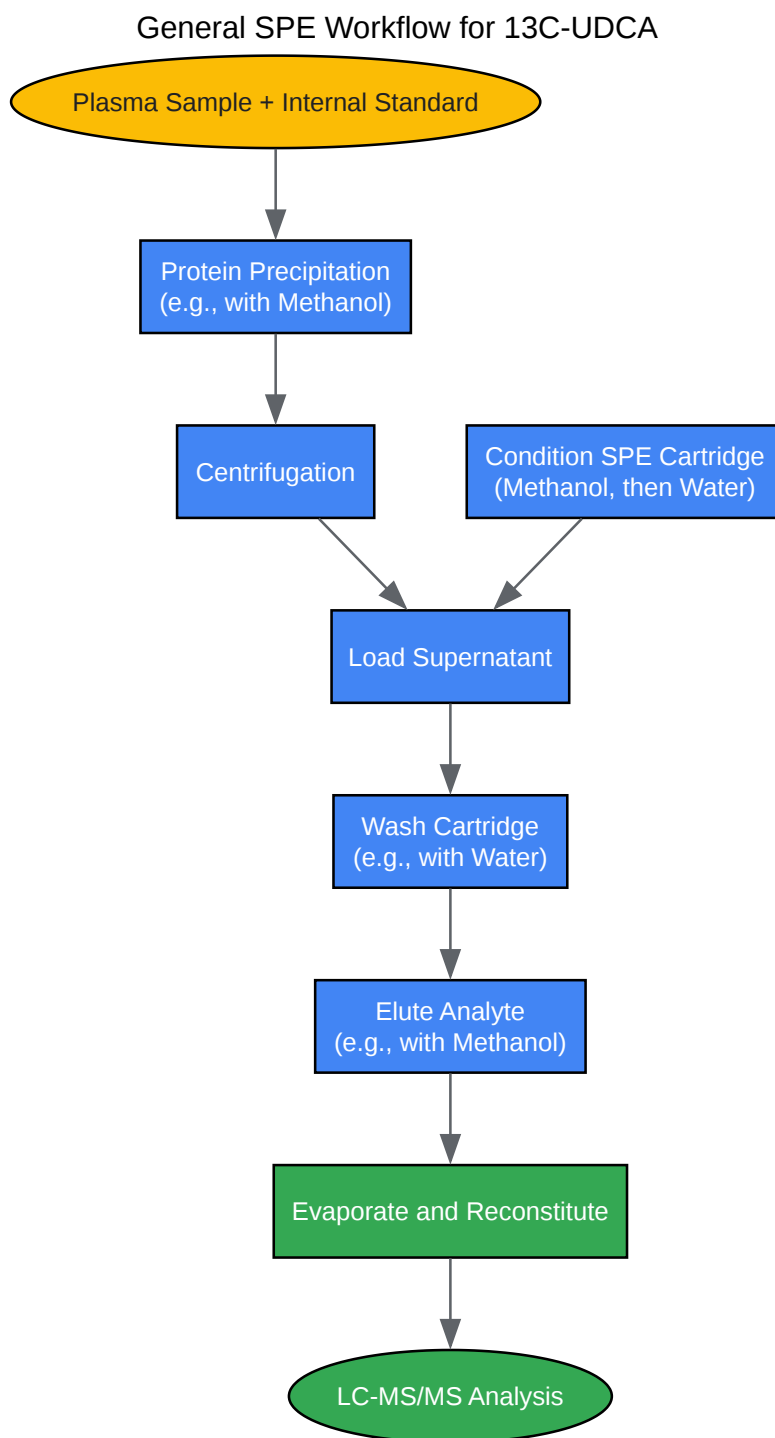 General SPE Workflow for 13C-UDCA
Plasma Sample + Internal Standard
Protein Precipitation
(e.g., with Methanol)
Centrifugation
Condition SPE Cartridge
(Methanol, then Water)
Load Supernatant
Wash Cartridge
(e.g., with Water)
Elute Analyte
(e.g., with Methanol)
Evaporate and Reconstitute
LC-MS/MS Analysis